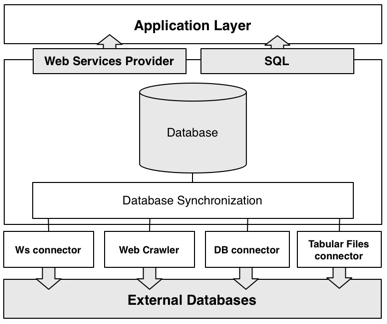 Application Layer
Web Services Provider
SQL
Database
Database Synchronization
Ws connector
Web Crawler
DB connector
Tabular Files
connector
External Databases